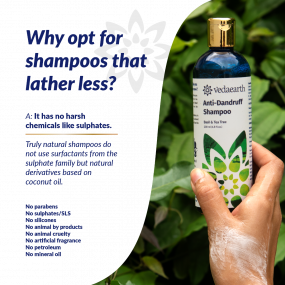 Why opt for
shampoos that
lather less?
A: It has no harsh
chemicals like sulphates.
Truly natural shampoos do
not use surfactants from the
sulphate family but natural
derivatives based on
coconut oil.
No parabens
No sulphates/SLS
No silicones
No animal by products
No animal cruelty
No artificial fragrance
No petroleum
No mineral oil
vedaearth
Anti-Dandruff
Shampoo